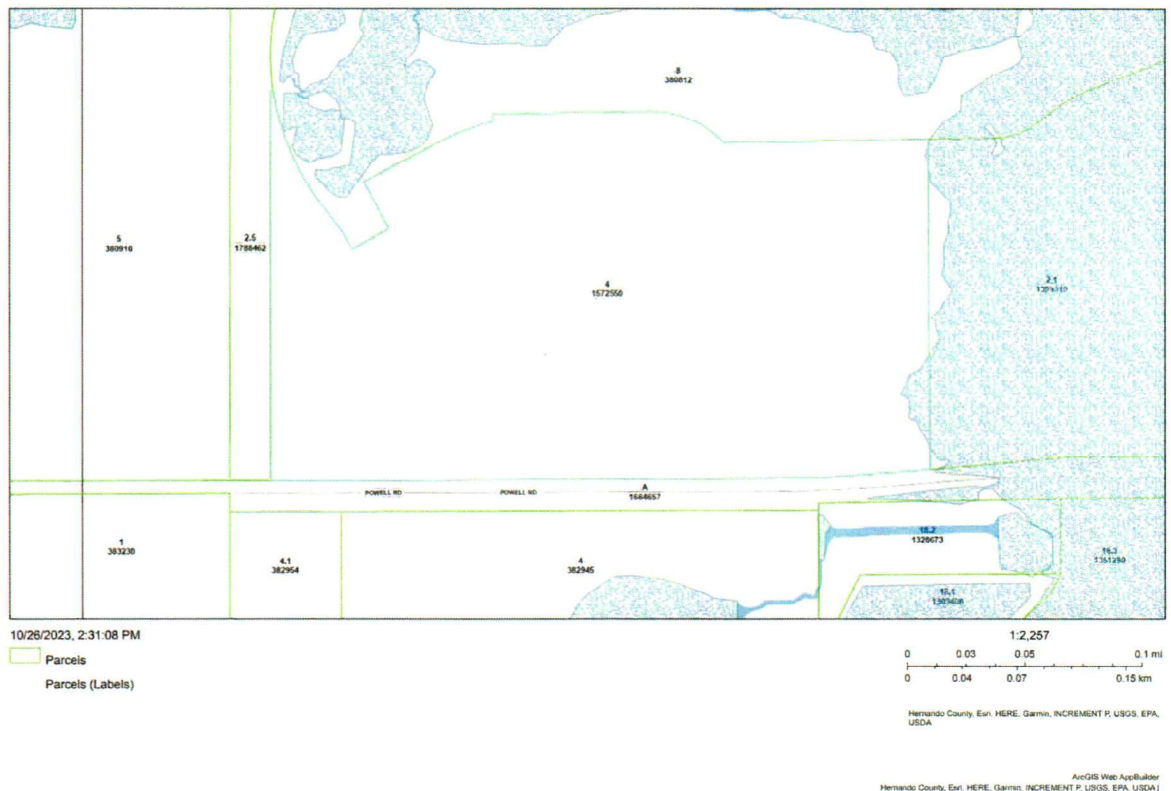 8
380812
5
380910
2.5
1788462
4
1572550
2.1
POWELL RD
POWELL RD
A
1684657
1
383230
4.1
382954
4
382945
18.2
1328673
16.3
1351290
10/26/2023, 2:31:08 PM
Parcels
Parcels (Labels)
1:2,257
0 0.03 0.05 0.1 mi
0 0.04 0.07 0.15 km
Hernando County, Esri, HERE, Garmin, INCREMENT P, USGS, EPA,
USDA
ArcGIS Web AppBuilder
Hernando County, Esri, HERE, Garmin, INCREMENT P, USGS, EPA, USDA |